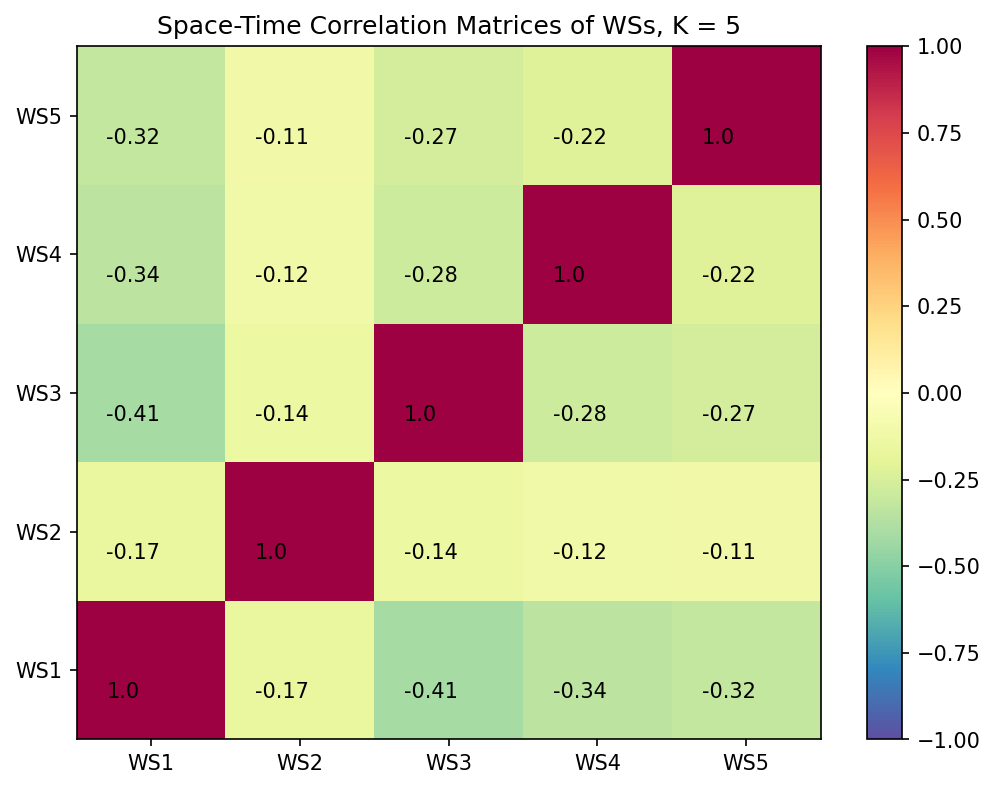 Space-Time Correlation Matrices of WSs, K = 5
WS5 -0.32 -0.11 -0.27 -0.22 1.0
WS4 -0.34 -0.12 -0.28 1.0 -0.22
WS3 -0.41 -0.14 1.0 -0.28 -0.27
WS2 -0.17 1.0 -0.14 -0.12 -0.11
WS1 1.0 -0.17 -0.41 -0.34 -0.32
WS1 WS2 WS3 WS4 WS5
1.00
0.75
0.50
0.25
0.00
−0.25
−0.50
−0.75
−1.00